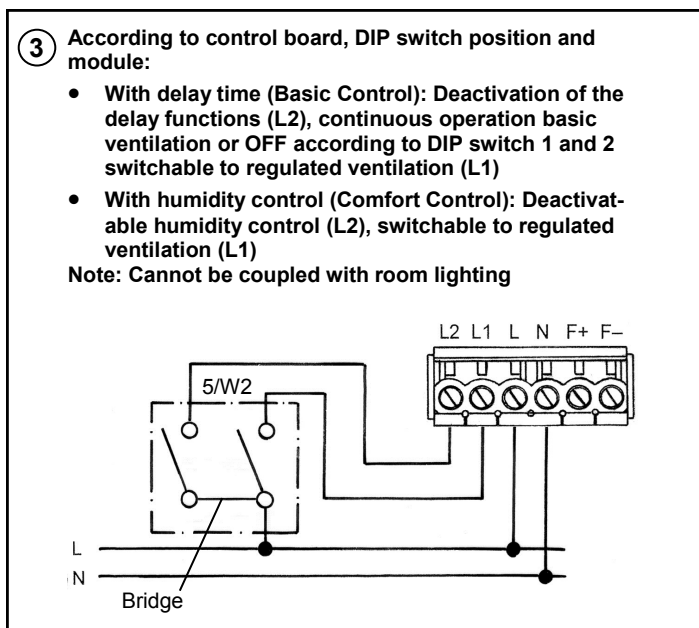 3
According to control board, DIP switch position and
module:
• With delay time (Basic Control): Deactivation of the
delay functions (L2), continuous operation basic
ventilation or OFF according to DIP switch 1 and 2
switchable to regulated ventilation (L1)
• With humidity control (Comfort Control): Deactivat-
able humidity control (L2), switchable to regulated
ventilation (L1)
Note: Cannot be coupled with room lighting
L2 L1 L N F+ F–
5/W2
L
N
Bridge